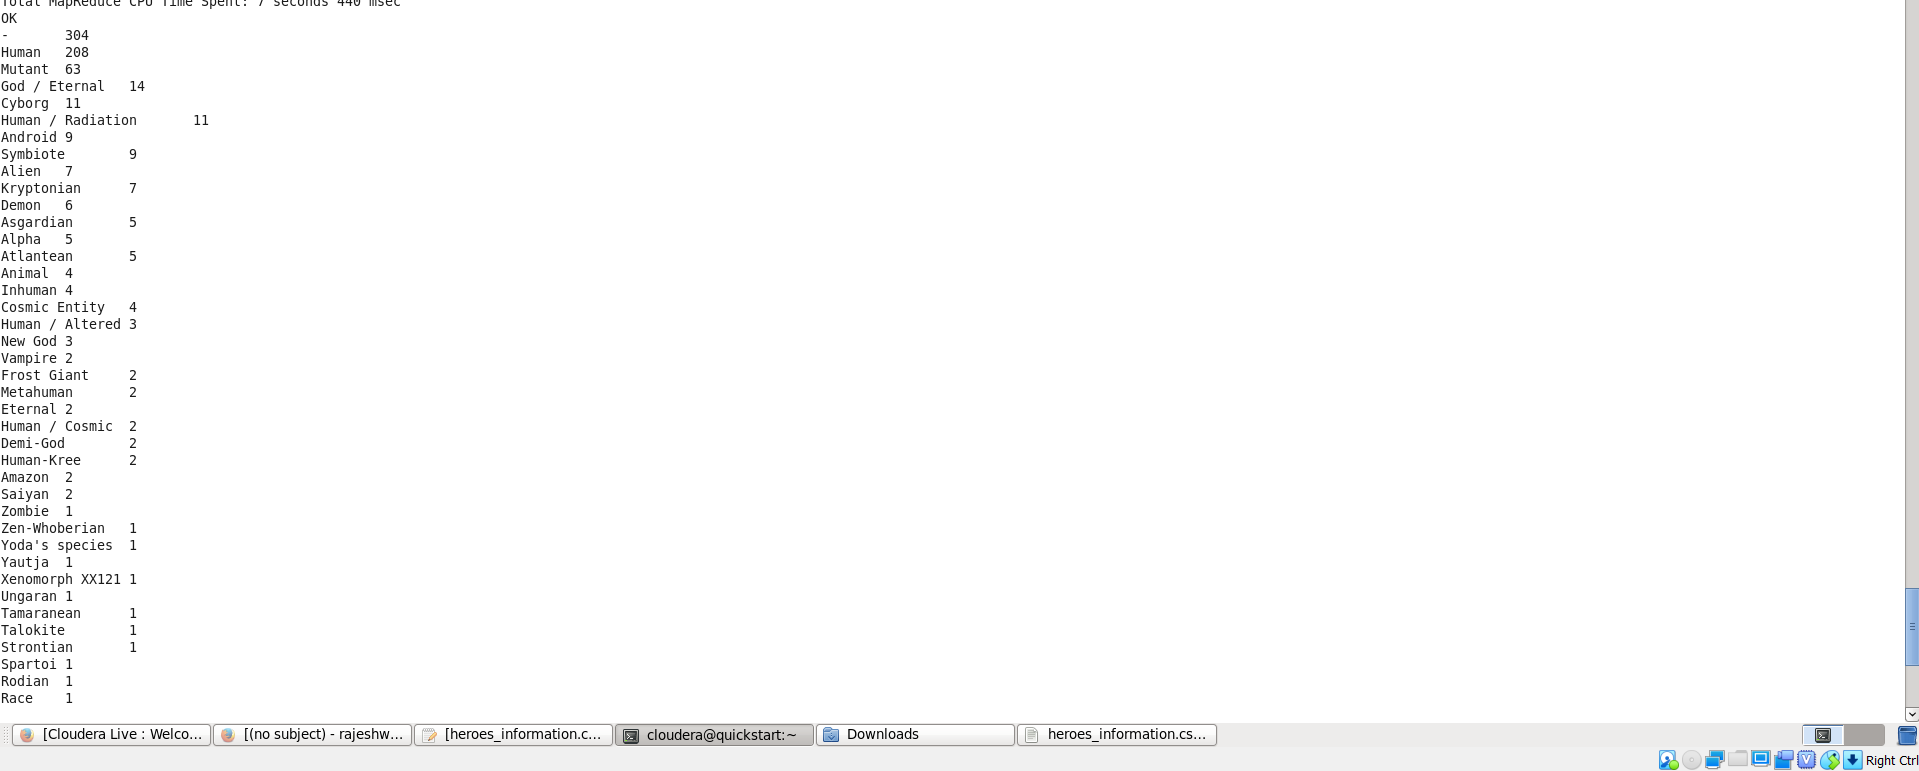 Total MapReduce CPU Time Spent: 7 seconds 440 msec
OK
-	304
Human	208
Mutant	63
God / Eternal	14
Cyborg	11
Human / Radiation	11
Android	9
Symbiote	9
Alien	7
Kryptonian	7
Demon	6
Asgardian	5
Alpha	5
Atlantean	5
Animal	4
Inhuman	4
Cosmic Entity	4
Human / Altered	3
New God	3
Vampire	2
Frost Giant	2
Metahuman	2
Eternal	2
Human / Cosmic	2
Demi-God	2
Human-Kree	2
Amazon	2
Saiyan	2
Zombie	1
Zen-Whoberian	1
Yoda's species	1
Yautja	1
Xenomorph XX121	1
Ungaran	1
Tamaranean	1
Talokite	1
Strontian	1
Spartoi	1
Rodian	1
Race	1
[Cloudera Live : Welco... [(no subject) - rajeshw... [heroes_information.c... cloudera@quickstart:~ Downloads heroes_information.cs...
Right Ctrl